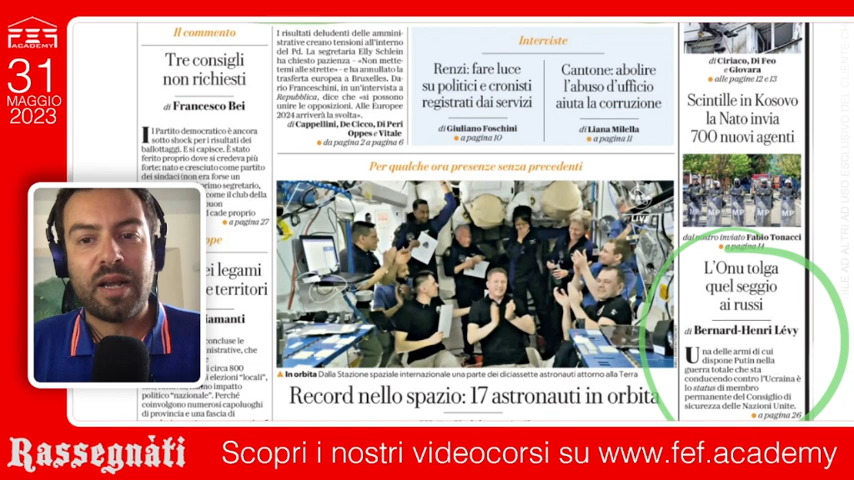 FEF
ACADEMY
31
MAGGIO
2023
Il commento
Tre consigli
non richiesti
di Francesco Bei
Il Partito democratico è ancora
sotto shock per i risultati dei
ballottaggi. E si capisce. È stato
ferito proprio dove si credeva più
forte: nato e cresciuto come partito
dei sindaci (non era forse un
primo segretario,
come il club della
buon
cade proprio
a pagina 27
legami
territori
iamanti
concluse le
ministrative, che
di circa 800
elezioni "locali",
hanno impatto
politico "nazionale". Perché
coinvolgono numerosi capoluoghi
di provincia e una fascia di
I risultati deludenti delle ammini-
strative creano tensioni all'interno
del Pd. La segretaria Elly Schlein
ha chiesto pazienza – «Non mette-
temi alle strette» – e ha annullato la
trasferta europea a Bruxelles. Da-
rio Franceschini, in un'intervista a
Repubblica, dice che «si possono
unire le opposizioni. Alle Europee
2024 arriverà la svolta».
di Cappellini, De Cicco, Di Peri
Oppes e Vitale
da pagina 2 a pagina 6
Interviste
Renzi: fare luce
su politici e cronisti
registrati dai servizi
di Giuliano Foschini
a pagina 10
Cantone: abolire
l'abuso d'ufficio
aiuta la corruzione
di Liana Milella
a pagina 11
Per qualche ora presenze senza precedenti
LIVE
In orbita Dalla Stazione spaziale internazionale una parte dei diciassette astronauti attorno alla Terra
Record nello spazio: 17 astronauti in orbita
di Ciriaco, Di Feo
e Giovara
alle pagine 12 e 13
Scintille in Kosovo
la Nato invia
700 nuovi agenti
MP
MP
MP
MP
dal nostro inviato Fabio Tonacci
a pagina 14
L'Onu tolga
quel seggio
ai russi
di Bernard-Henri Lévy
Una delle armi di cui
dispone Putin nella
guerra totale che sta
conducendo contro l'Ucraina è
lo status di membro
permanente del Consiglio di
sicurezza delle Nazioni Unite.
a pagina 26
Rassegnàti
Scopri i nostri videocorsi su www.fef.academy